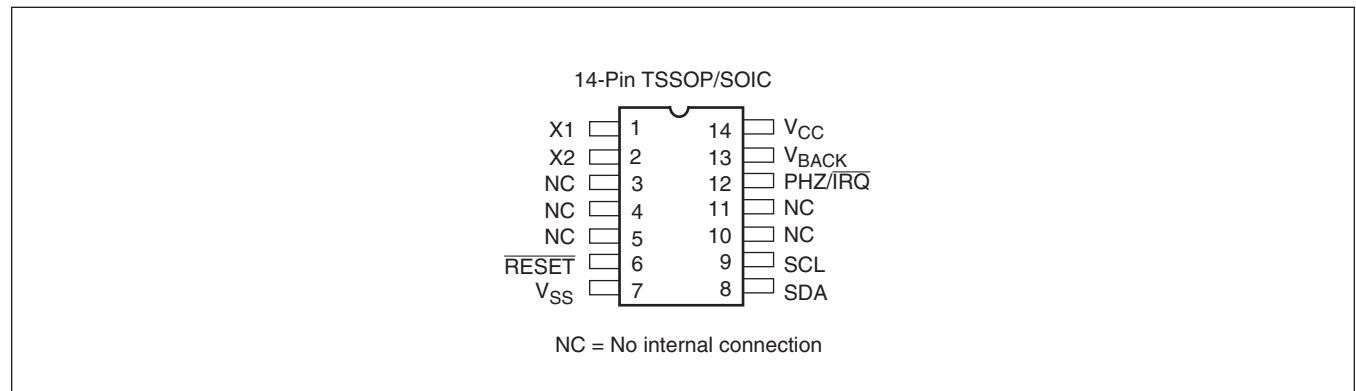 14-Pin TSSOP/SOIC
X1 1 14 VCC
X2 2 13 VBACK
NC 3 12 PHZ/IRQ
NC 4 11 NC
NC 5 10 NC
RESET 6 9 SCL
VSS 7 8 SDA
NC = No internal connection